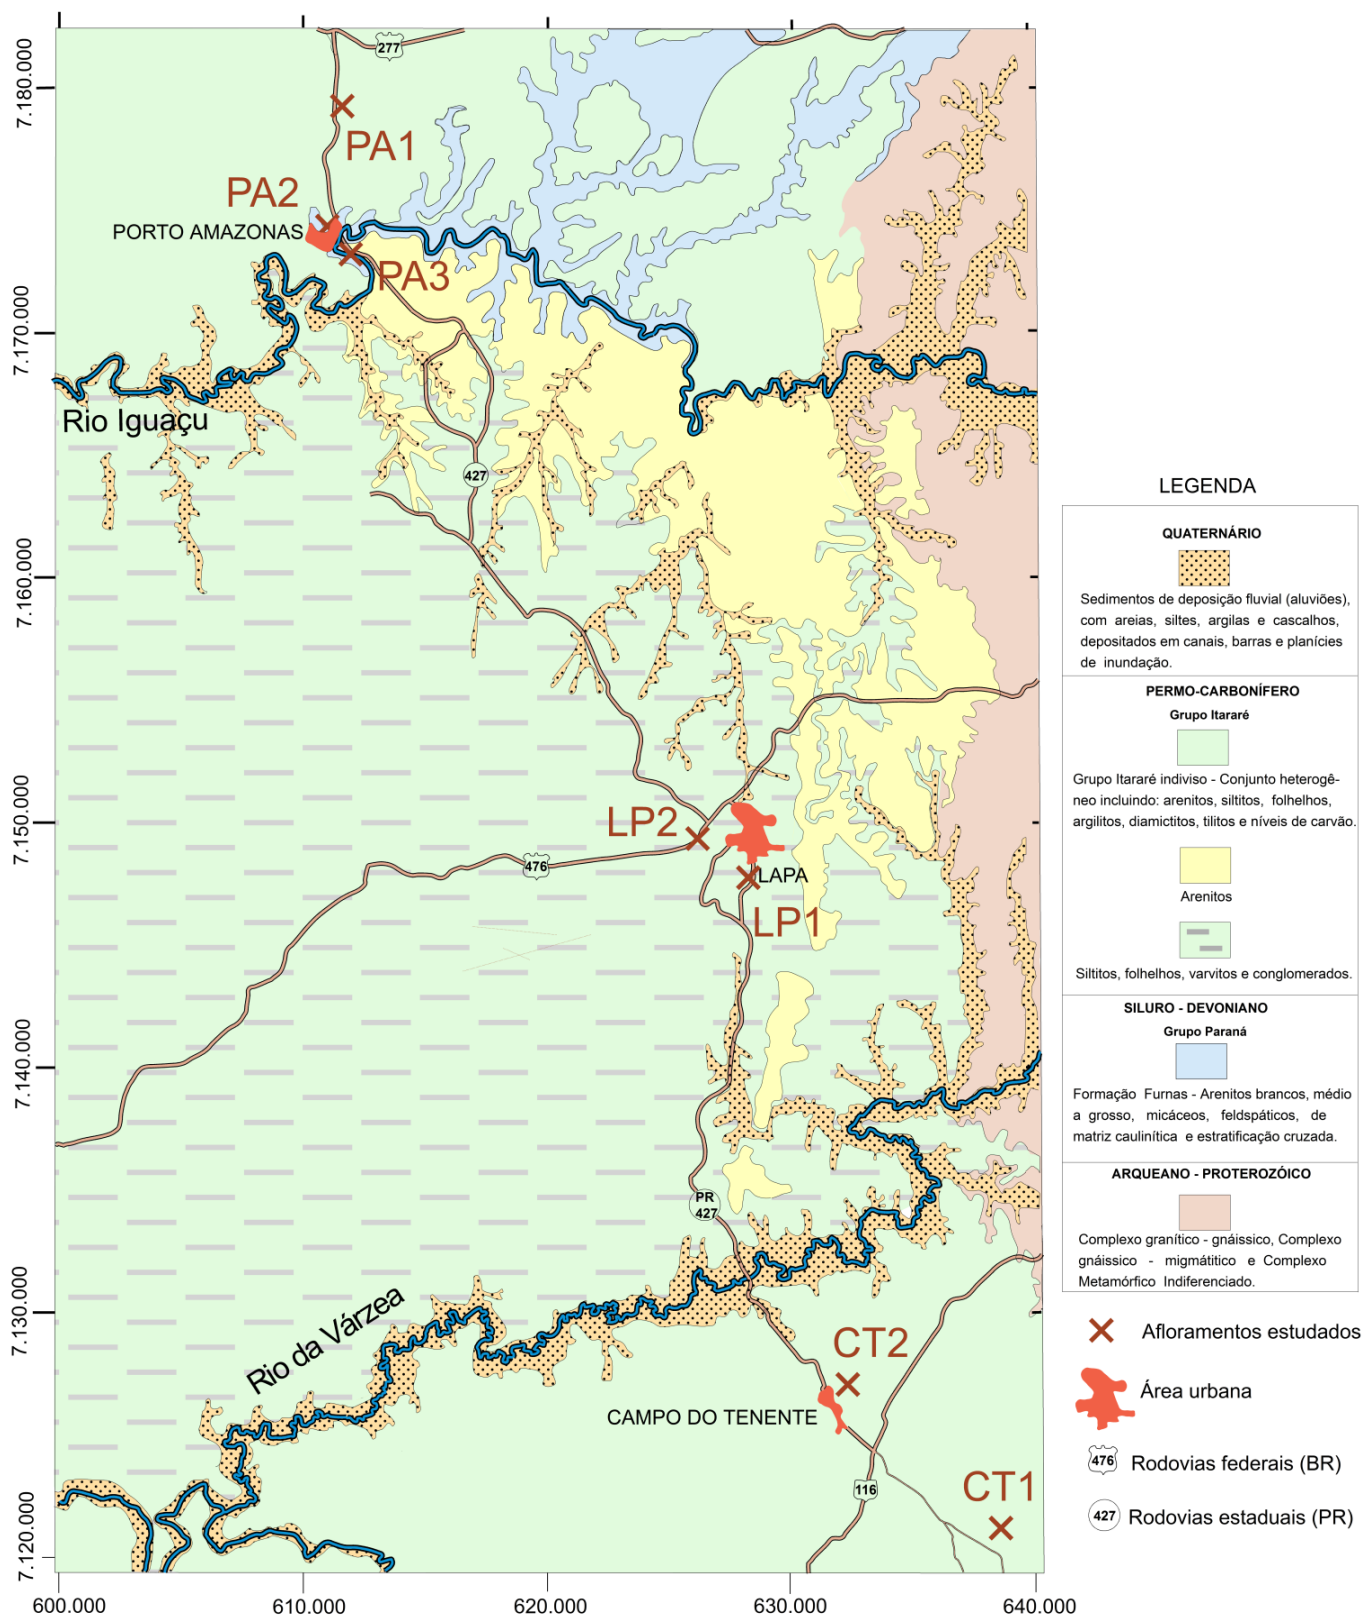 7.180.000
7.170.000
7.160.000
7.150.000
7.140.000
7.130.000
7.120.000
600.000
610.000
620.000
630.000
640.000
277
PA1
PA2
PORTO AMAZONAS
PA3
Rio Iguaçu
427
LP2
476
LAPA
LP1
PR
427
Rio da Várzea
CT2
CAMPO DO TENENTE
116
CT1
LEGENDA
QUATERNÁRIO
Sedimentos de deposição fluvial (aluviões),
com areias, siltes, argilas e cascalhos,
depositados em canais, barras e planícies
de inundação.
PERMO-CARBONÍFERO
Grupo Itararé
Grupo Itararé indiviso - Conjunto heterogê-
neo incluindo: arenitos, siltitos, folhelhos,
argilitos, diamictitos, tilitos e níveis de carvão.
Arenitos
Siltitos, folhelhos, varvitos e conglomerados.
SILURO - DEVONIANO
Grupo Paraná
Formação Furnas - Arenitos brancos, médio
a grosso, micáceos, feldspáticos, de
matriz caulinítica e estratificação cruzada.
ARQUEANO - PROTEROZÓICO
Complexo granítico - gnáissico, Complexo
gnáissico - migmátitico e Complexo
Metamórfico Indiferenciado.
Afloramentos estudados
Área urbana
476 Rodovias federais (BR)
427 Rodovias estaduais (PR)